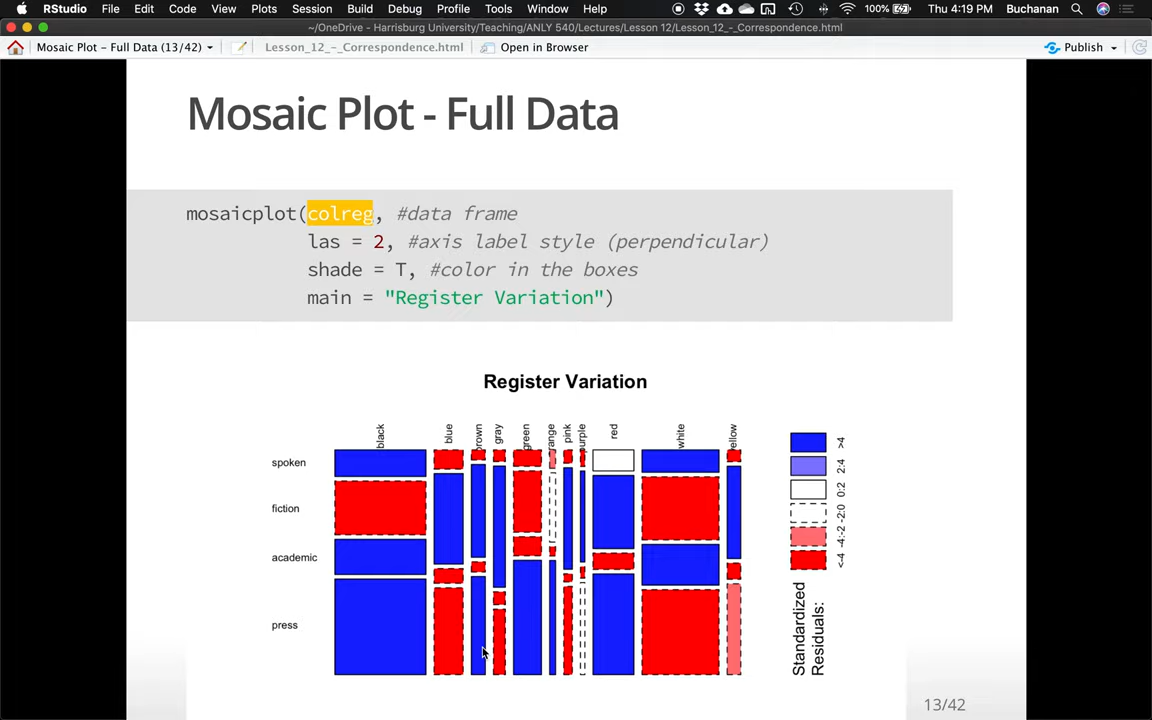 RStudio File Edit Code View Plots Session Build Debug Profile Tools Window Help 100% Thu 4:19 PM Buchanan
~/OneDrive - Harrisburg University/Teaching/ANLY 540/Lectures/Lesson 12/Lesson_12_-_Correspondence.html
Mosaic Plot - Full Data (13/42) Lesson_12_-_Correspondence.html Open in Browser Publish
Mosaic Plot - Full Data
mosaicplot(colreg, #data frame
las = 2, #axis label style (perpendicular)
shade = T, #color in the boxes
main = "Register Variation")
Register Variation
black blue rown gray green range pink urple red white ellow
spoken
fiction
academic
press
>4
2:4
0:2
-2:0
-4:-2
<-4
Standardized
Residuals:
13/42